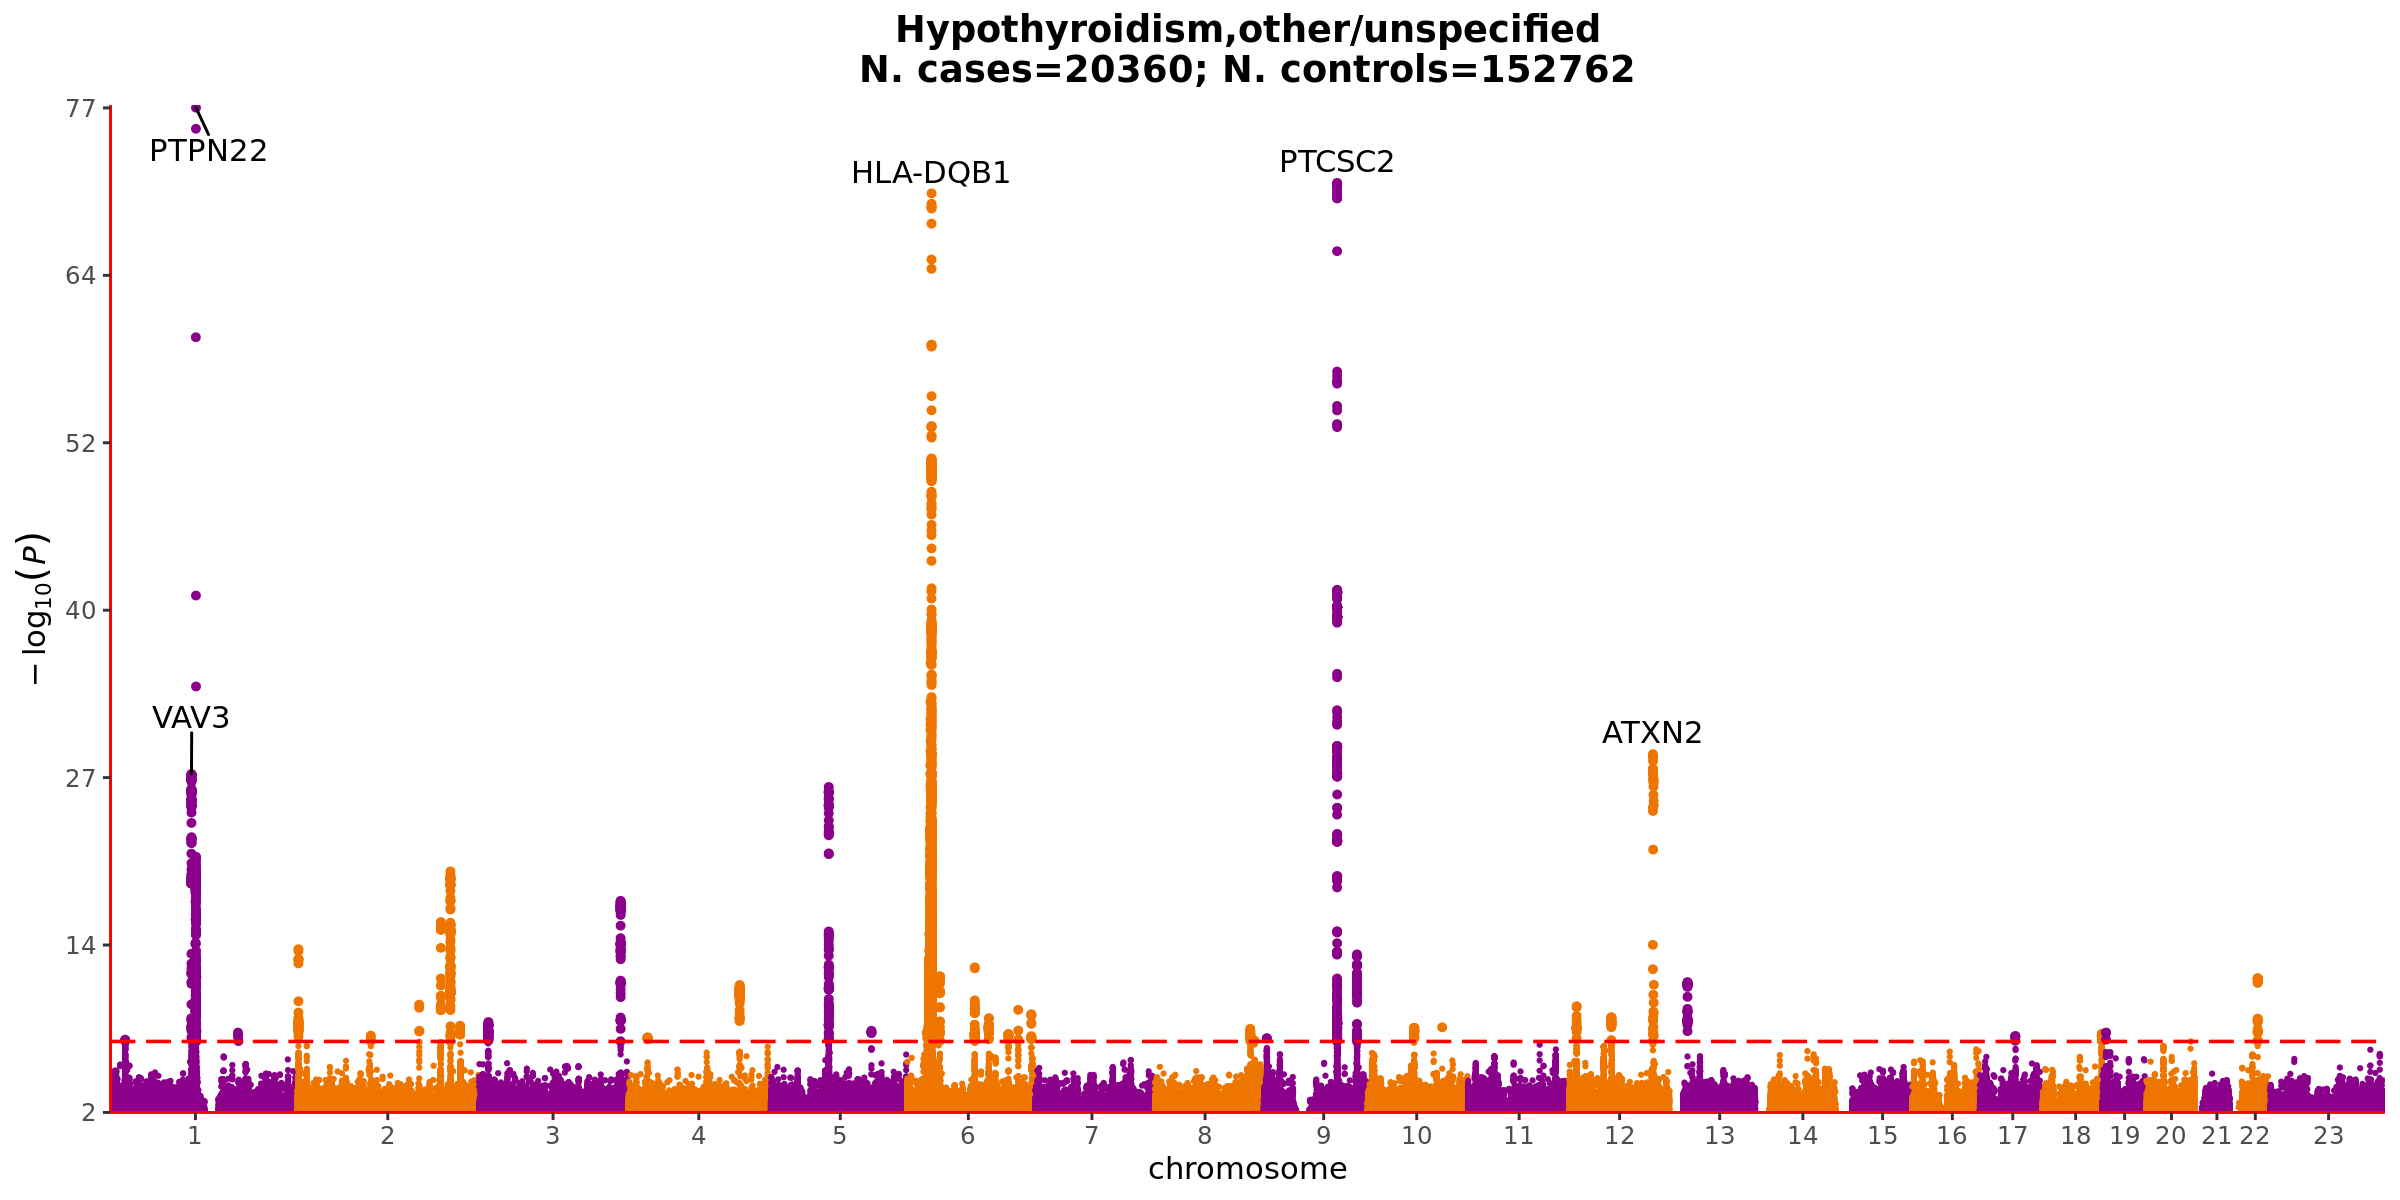 Hypothyroidism,other/unspecified
N. cases=20360; N. controls=152762
77
64
52
40
27
14
2
−log10(P)
PTPN22
VAV3
HLA-DQB1
PTCSC2
ATXN2
1 2 3 4 5 6 7 8 9 10 11 12 13 14 15 16 17 18 19 20 21 22 23
chromosome